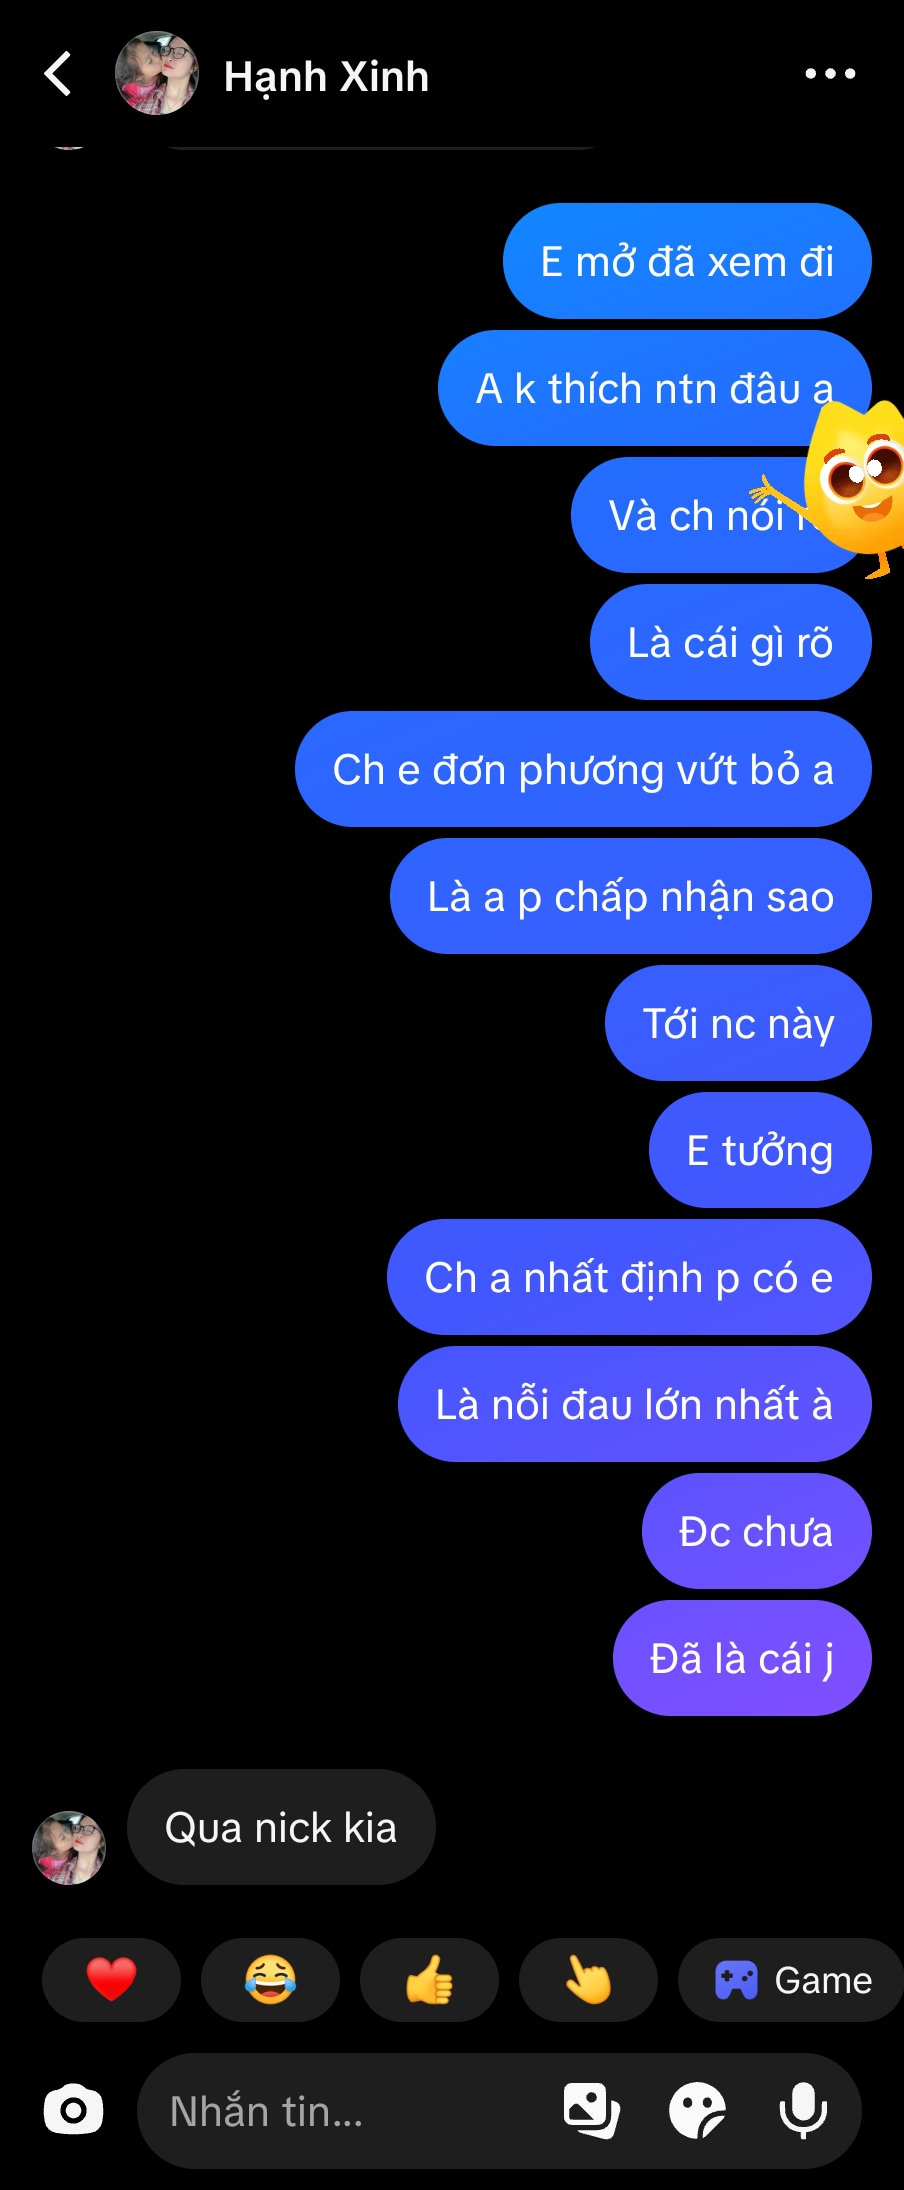 Hạnh Xinh
E mở đã xem đi
A k thích ntn đâu a
Và ch nói
Là cái gì rõ
Ch e đơn phương vứt bỏ a
Là a p chấp nhận sao
Tới nc này
E tưởng
Ch a nhất định p có e
Là nỗi đau lớn nhất à
Đc chưa
Đã là cái j
Qua nick kia
Game
Nhắn tin...